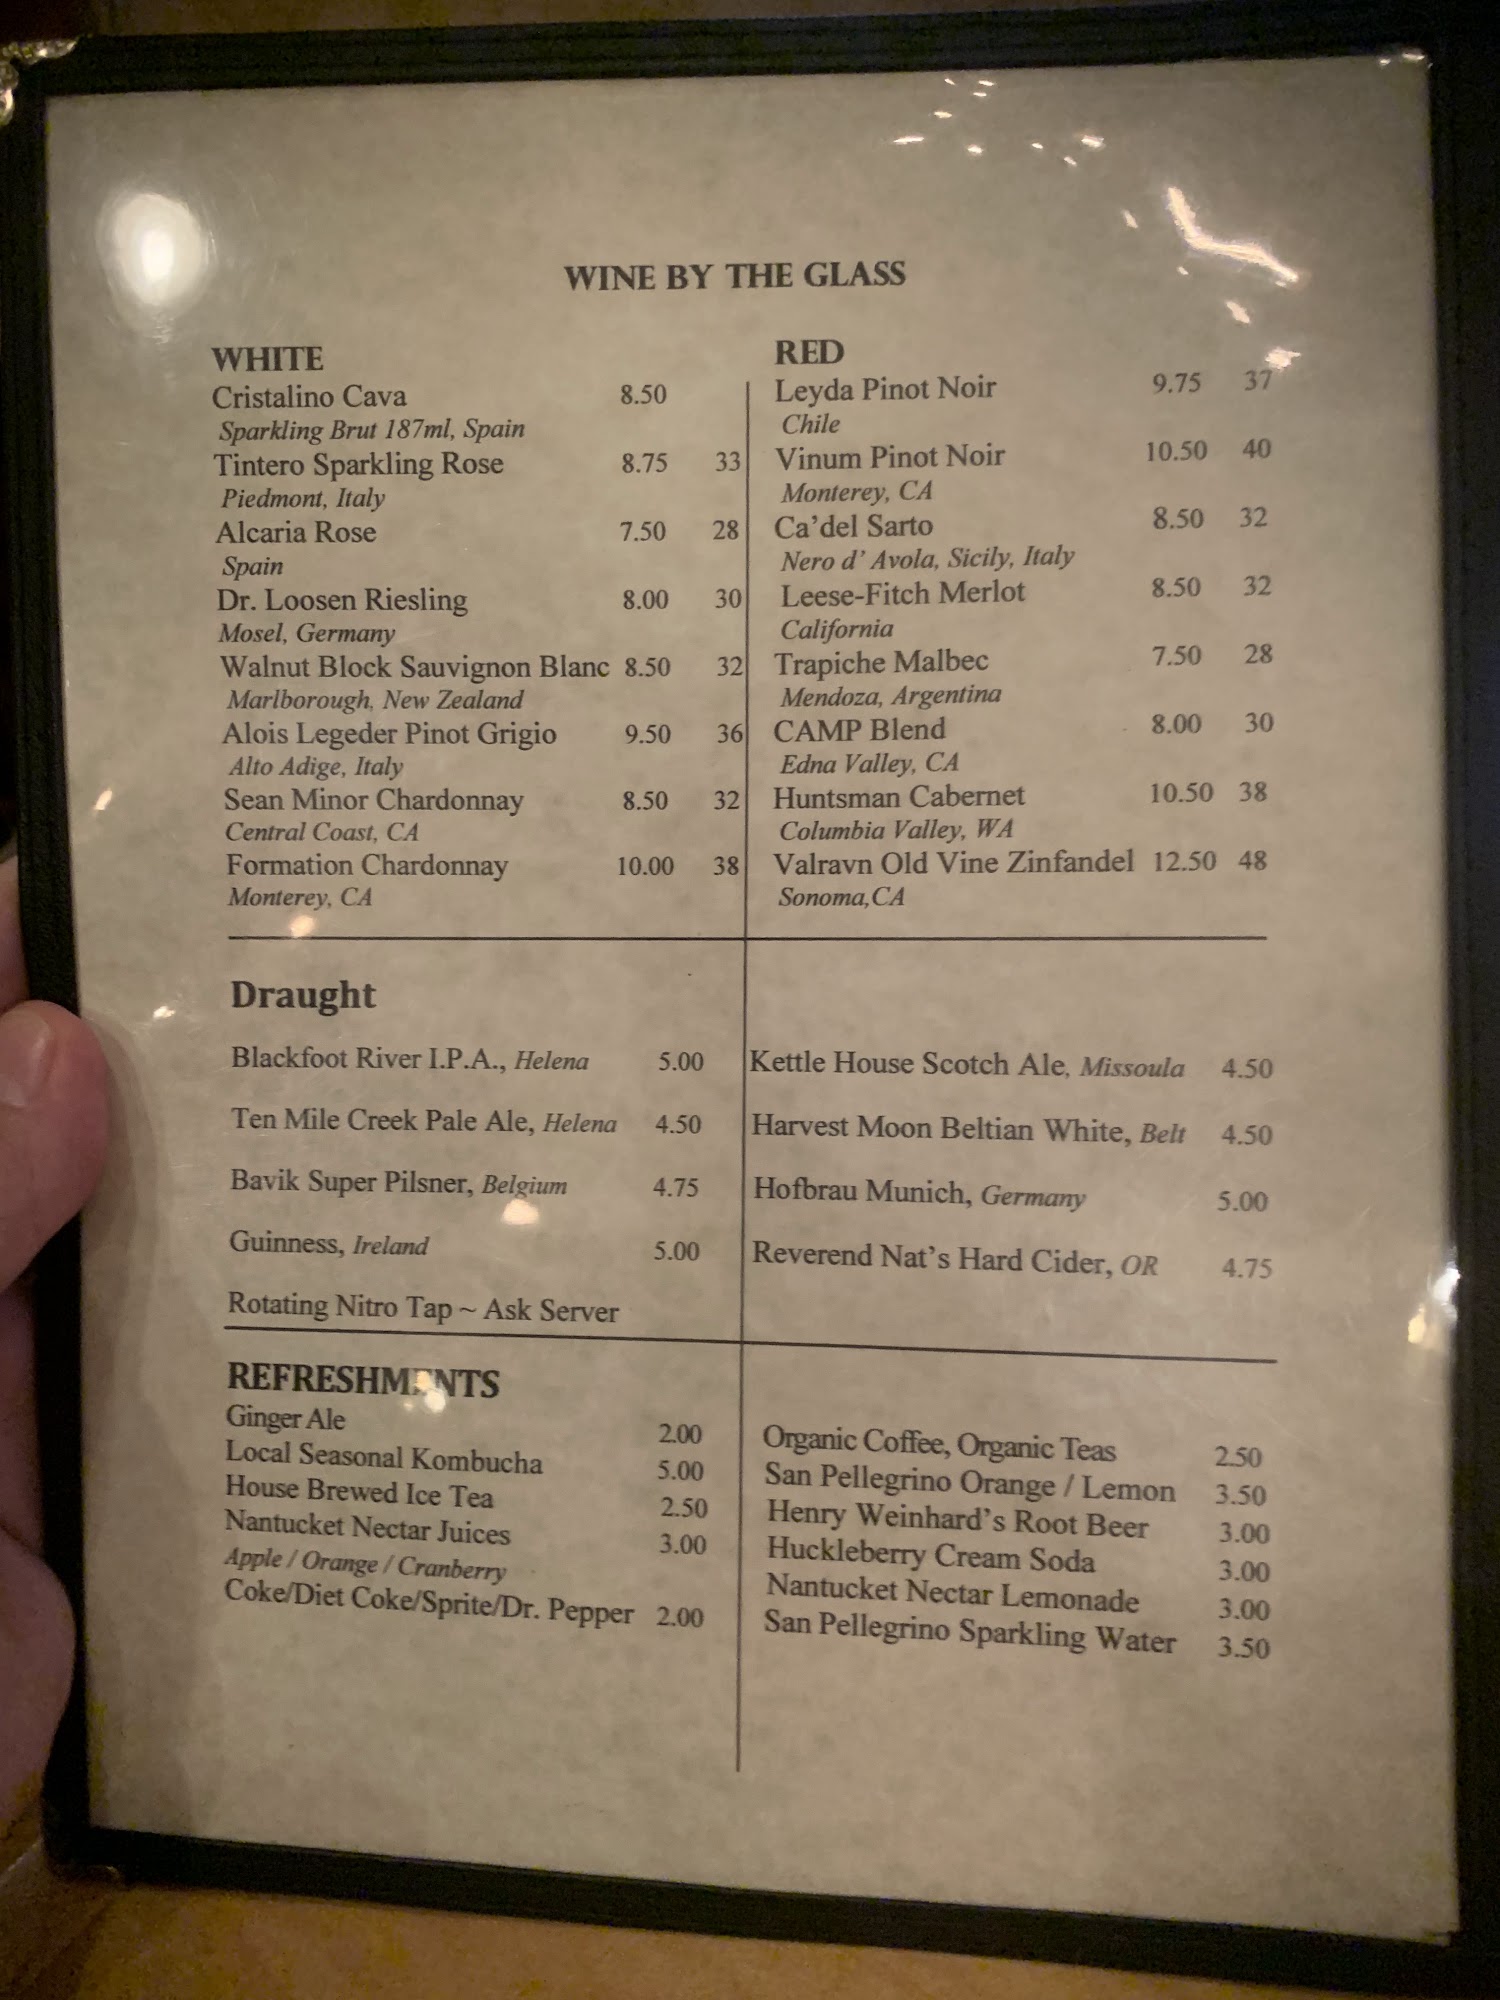 WINE BY THE GLASS
WHITE
Cristalino Cava 8.50
Sparkling Brut 187ml, Spain
Tintero Sparkling Rose 8.75 33
Piedmont, Italy
Alcaria Rose 7.50 28
Spain
Dr. Loosen Riesling 8.00 30
Mosel, Germany
Walnut Block Sauvignon Blanc 8.50 32
Marlborough, New Zealand
Alois Legeder Pinot Grigio 9.50 36
Alto Adige, Italy
Sean Minor Chardonnay 8.50 32
Central Coast, CA
Formation Chardonnay 10.00 38
Monterey, CA
RED
Leyda Pinot Noir 9.75 37
Chile
Vinum Pinot Noir 10.50 40
Monterey, CA
Ca'del Sarto 8.50 32
Nero d' Avola, Sicily, Italy
Leese-Fitch Merlot 8.50 32
California
Trapiche Malbec 7.50 28
Mendoza, Argentina
CAMP Blend 8.00 30
Edna Valley, CA
Huntsman Cabernet 10.50 38
Columbia Valley, WA
Valravn Old Vine Zinfandel 12.50 48
Sonoma,CA
Draught
Blackfoot River I.P.A., Helena 5.00
Ten Mile Creek Pale Ale, Helena 4.50
Bavik Super Pilsner, Belgium 4.75
Guinness, Ireland 5.00
Rotating Nitro Tap ~ Ask Server
Kettle House Scotch Ale, Missoula 4.50
Harvest Moon Beltian White, Belt 4.50
Hofbrau Munich, Germany 5.00
Reverend Nat's Hard Cider, OR 4.75
REFRESHMENTS
Ginger Ale 2.00
Local Seasonal Kombucha 5.00
House Brewed Ice Tea 2.50
Nantucket Nectar Juices 3.00
Apple / Orange / Cranberry
Coke/Diet Coke/Sprite/Dr. Pepper 2.00
Organic Coffee, Organic Teas 2.50
San Pellegrino Orange / Lemon 3.50
Henry Weinhard's Root Beer 3.00
Huckleberry Cream Soda 3.00
Nantucket Nectar Lemonade 3.00
San Pellegrino Sparkling Water 3.50